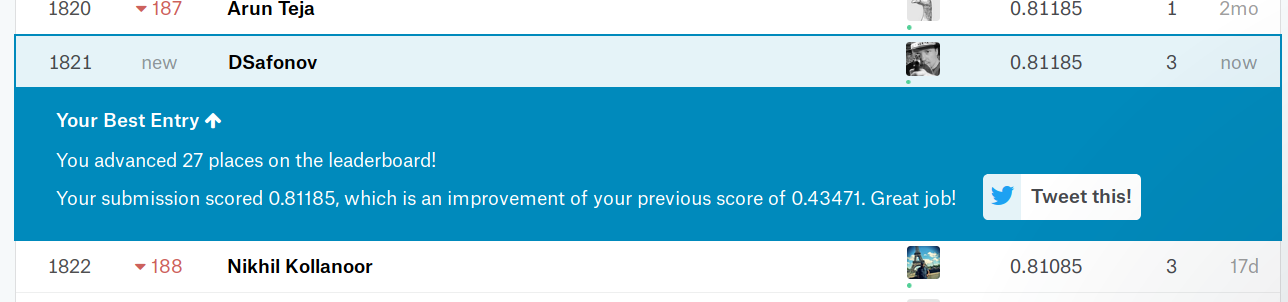 1820 187 Arun Teja 0.81185 1 2mo
1821 new DSafonov 0.81185 3 now
Your Best Entry
You advanced 27 places on the leaderboard!
Your submission scored 0.81185, which is an improvement of your previous score of 0.43471. Great job!
Tweet this!
1822 188 Nikhil Kollanoor 0.81085 3 17d